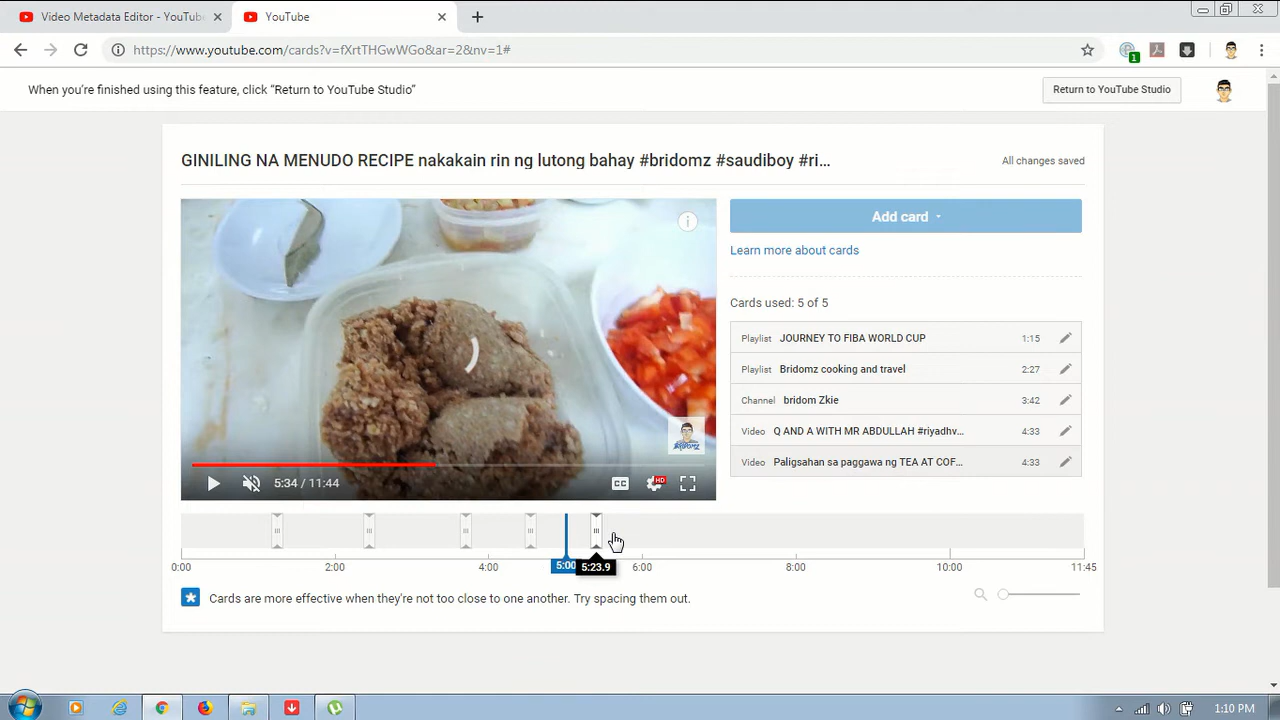 Video Metadata Editor - YouTube
YouTube
https://www.youtube.com/cards?v=fXrtTHGwWGo&ar=2&nv=1#
1
When you're finished using this feature, click "Return to YouTube Studio"
Return to YouTube Studio
GINILING NA MENUDO RECIPE nakakain rin ng lutong bahay #bridomz #saudiboy #ri...
All changes saved
Add card
Learn more about cards
Cards used: 5 of 5
Playlist JOURNEY TO FIBA WORLD CUP 1:15
Playlist Bridomz cooking and travel 2:27
Channel bridom Zkie 3:42
Video Q AND A WITH MR ABDULLAH #riyadhv... 4:33
Video Paligsahan sa paggawa ng TEA AT COF... 4:33
BRIDOMZ
5:34 / 11:44
CC
HD
5:00
5:23.9
0:00 2:00 4:00 6:00 8:00 10:00 11:45
Cards are more effective when they're not too close to one another. Try spacing them out.
1:10 PM